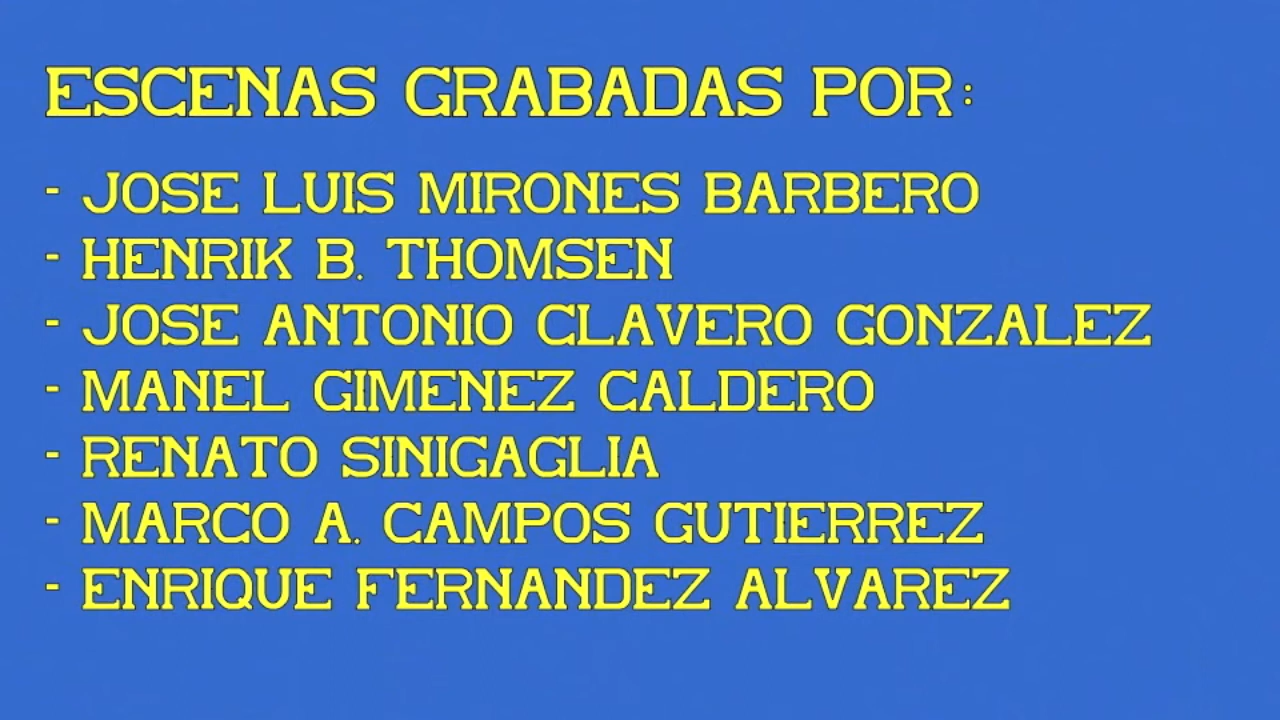 ESCENAS GRABADAS POR:
- JOSE LUIS MIRONES BARBERO
- HENRIK B. THOMSEN
- JOSE ANTONIO CLAVERO GONZALEZ
- MANEL GIMENEZ CALDERO
- RENATO SINIGAGLIA
- MARCO A. CAMPOS GUTIERREZ
- ENRIQUE FERNANDEZ ALVAREZ